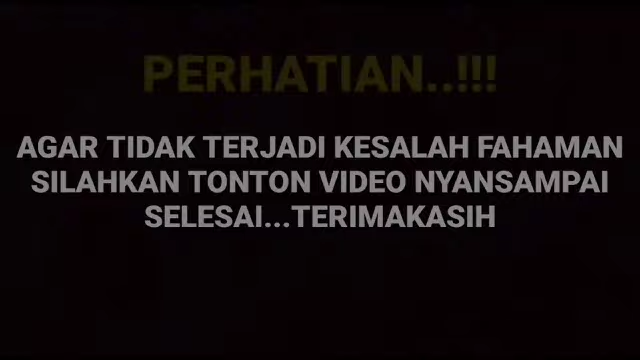 PERHATIAN..!!!
AGAR TIDAK TERJADI KESALAH FAHAMAN
SILAHKAN TONTON VIDEO NYANSAMPAI
SELESAI...TERIMAKASIH